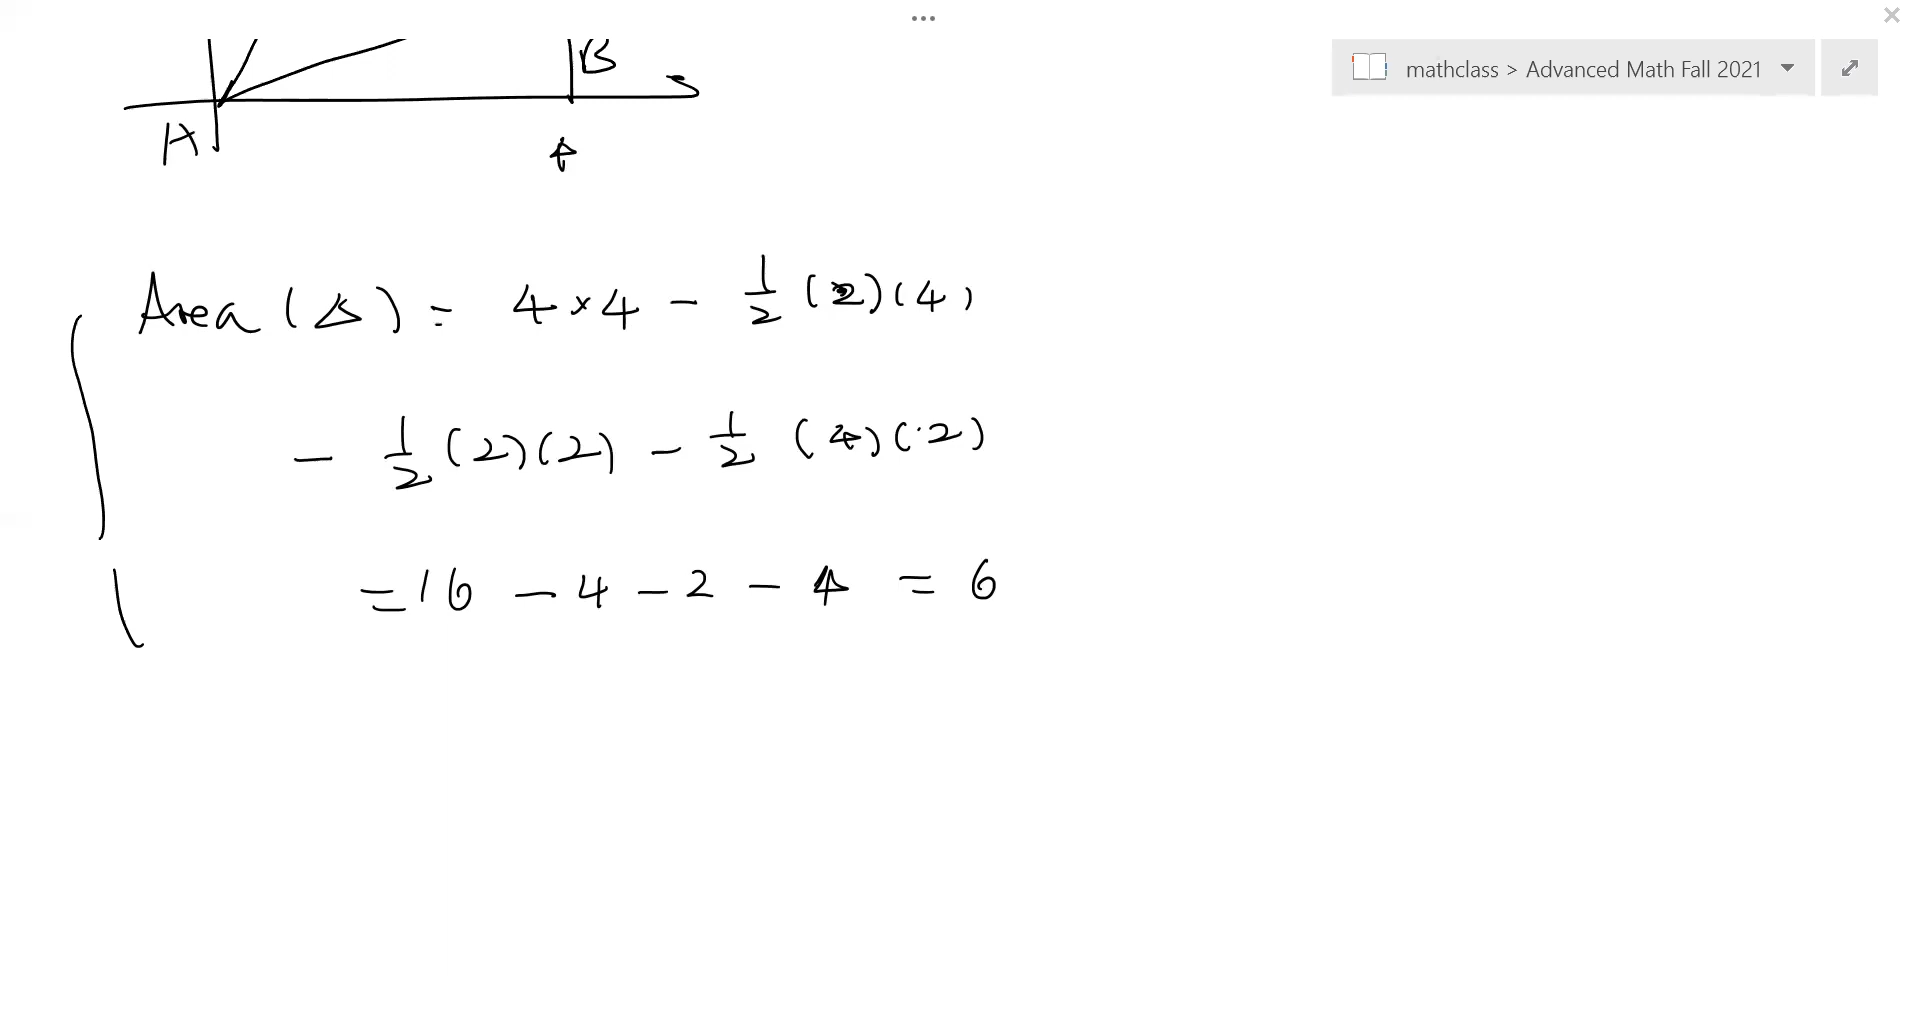 ...
mathclass > Advanced Math Fall 2021
B
A
4
Area (Δ) = 4 × 4 - 1/2 (2)(4)
- 1/2 (2)(2) - 1/2 (4)(2)
= 16 - 4 - 2 - 4 = 6